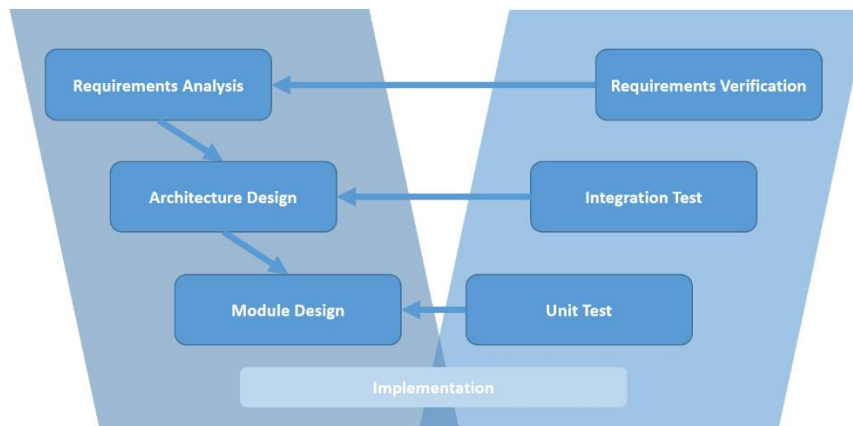 Requirements Analysis
Requirements Verification
Architecture Design
Integration Test
Module Design
Unit Test
Implementation